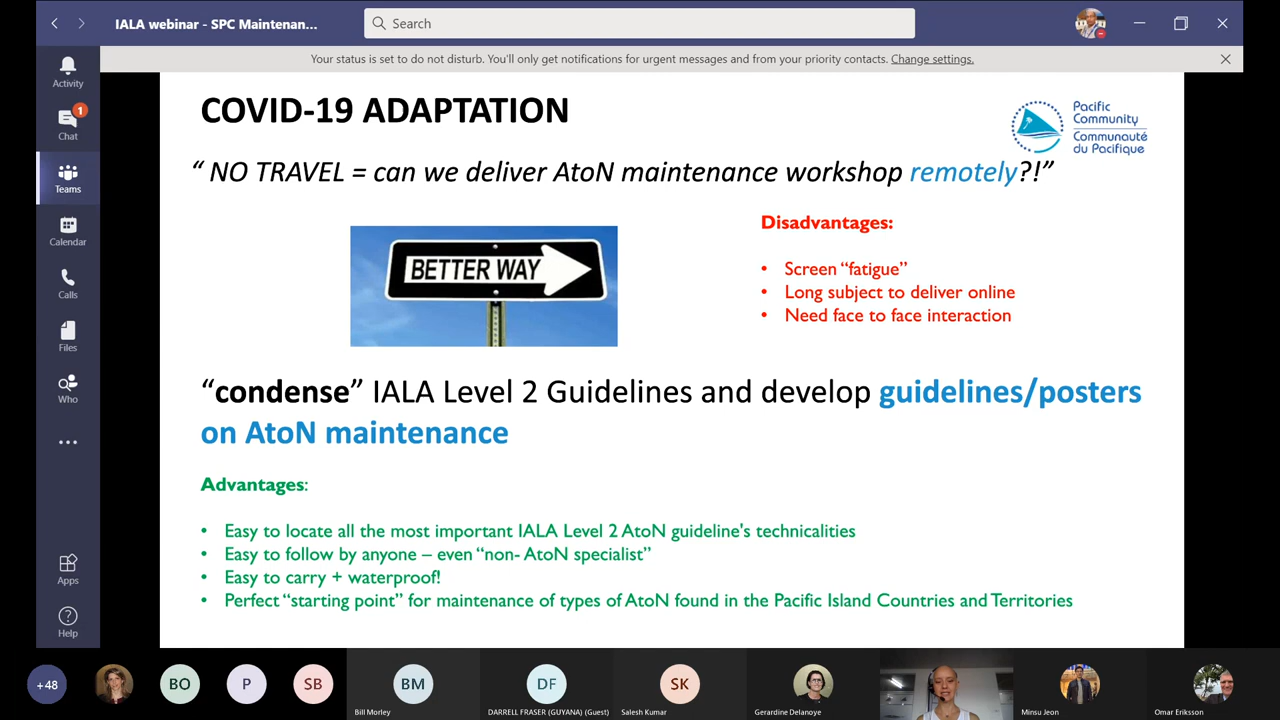 IALA webinar - SPC Maintenan...
Search
Your status is set to do not disturb. You'll only get notifications for urgent messages and from your priority contacts. Change settings.
Activity
1
Chat
Teams
Calendar
Calls
Files
Who
Apps
Help
COVID-19 ADAPTATION
Pacific
Community
Communauté
du Pacifique
“ NO TRAVEL = can we deliver AtoN maintenance workshop remotely?!”
BETTER WAY
Disadvantages:
• Screen “fatigue”
• Long subject to deliver online
• Need face to face interaction
“condense” IALA Level 2 Guidelines and develop guidelines/posters
on AtoN maintenance
Advantages:
• Easy to locate all the most important IALA Level 2 AtoN guideline's technicalities
• Easy to follow by anyone – even “non- AtoN specialist”
• Easy to carry + waterproof!
• Perfect “starting point” for maintenance of types of AtoN found in the Pacific Island Countries and Territories
+48
BO
P
SB
BM
DF
SK
Bill Morley
DARRELL FRASER (GUYANA) (Guest)
Salesh Kumar
Gerardine Delanoye
Minsu Jeon
Omar Eriksson